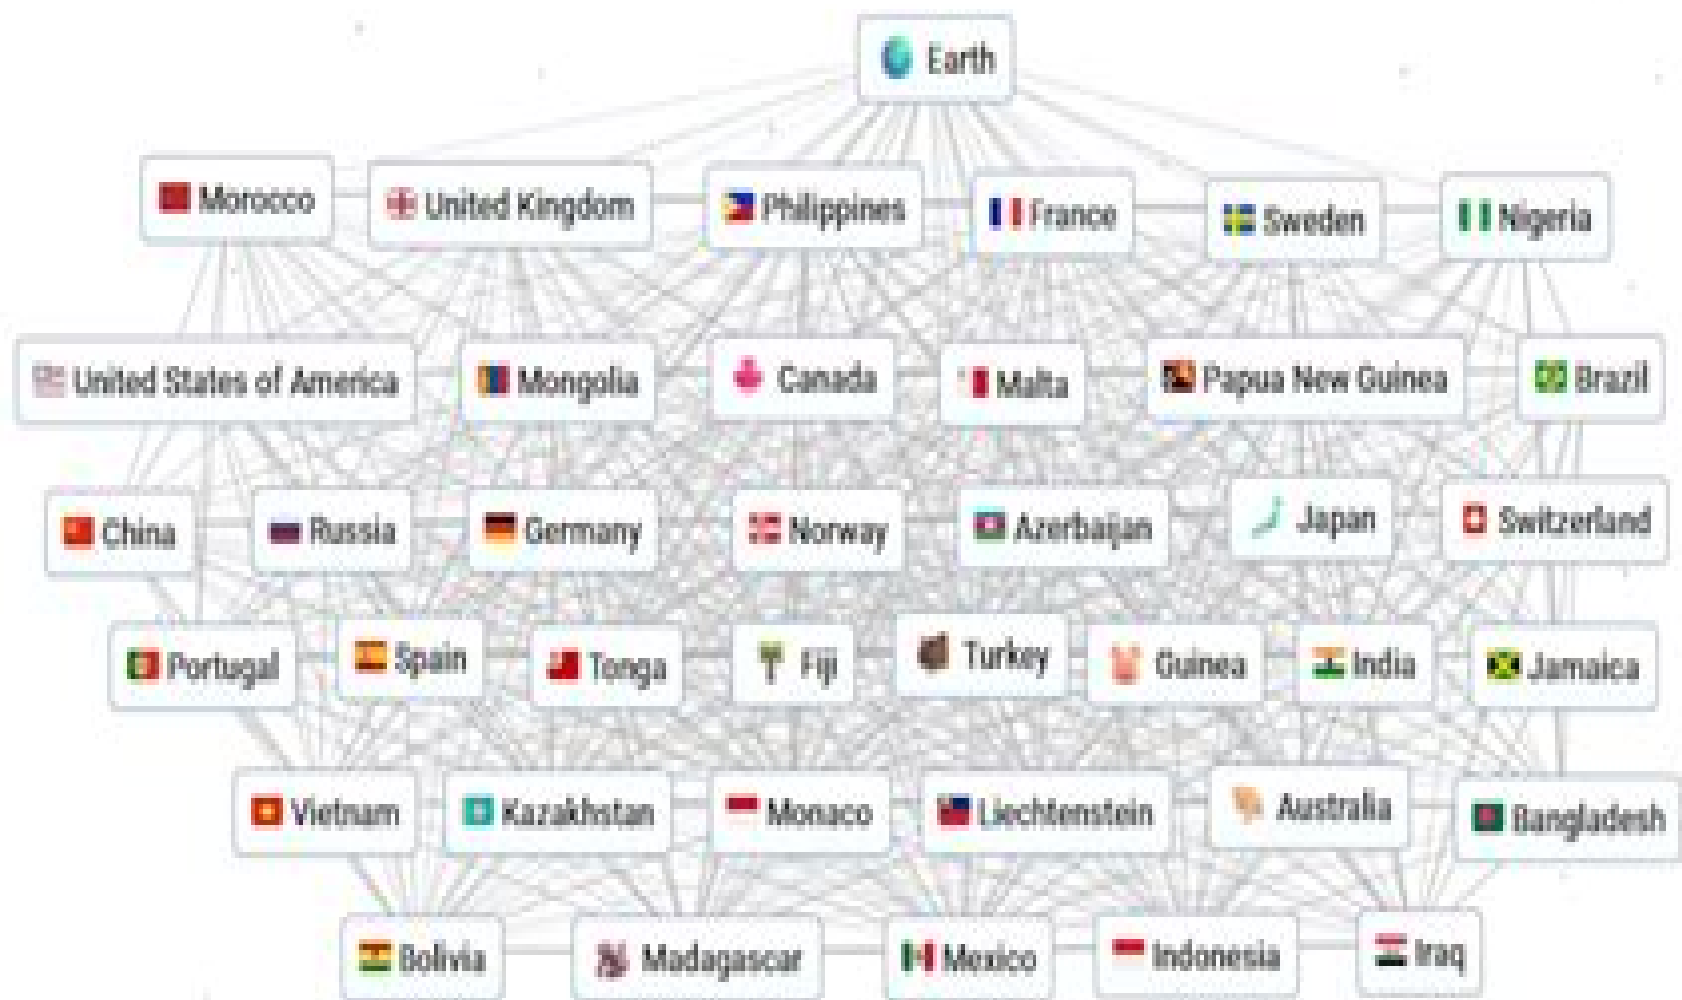 Earth
Morocco United Kingdom Philippines France Sweden Nigeria
United States of America Mongolia Canada Malta Papua New Guinea Brazil
China Russia Germany Norway Azerbaijan Japan Switzerland
Portugal Spain Tonga Fiji Turkey Guinea India Jamaica
Vietnam Kazakhstan Monaco Liechtenstein Australia Bangladesh
Bolivia Madagascar Mexico Indonesia Iraq